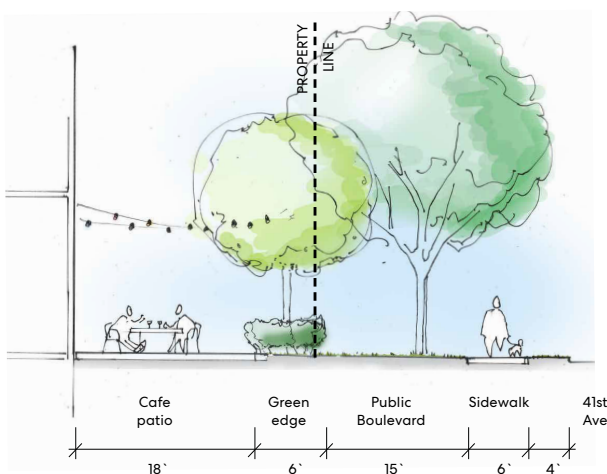 PROPERTY
LINE
Cafe
patio
Green
edge
Public
Boulevard
Sidewalk
41st
Ave
18`
6`
15`
6`
4`